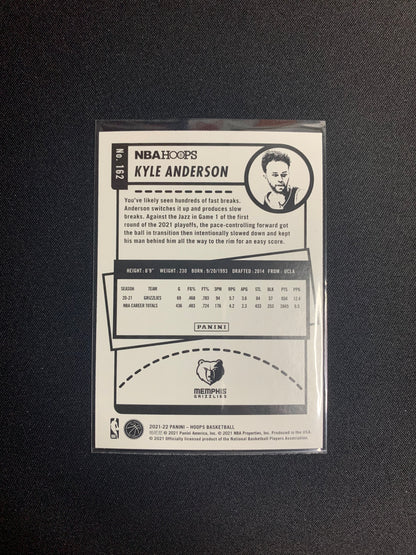 No. 162
NBA HOOPS
KYLE ANDERSON
You've likely seen hundreds of fast breaks.
Anderson switches it up and produces slow
breaks. Against the Jazz in Game 1 of the first
round of the 2021 playoffs, the pace-controlling forward got
the ball in transition then intentionally slowed down and kept
his man behind him all the way to the rim for an easy score.
HEIGHT: 6'9" WEIGHT: 230 BORN: 9/20/1993 DRAFTED: 2014 FROM: UCLA
SEASON TEAM G FG% FT% 3PM RPG APG STL BLK PTS PPG
20-21 GRIZZLIES 69 .468 .783 94 5.7 3.6 84 57 856 12.4
NBA CAREER TOTALS 436 .483 .724 176 4.2 2.3 433 253
PANINI
MEMPHIS
GRIZZLIES
2021-22 PANINI - HOOPS BASKETBALL
© 2021 Panini America, Inc. © 2021 NBA Properties, Inc. Produced in the USA.
© 2021 Officially licensed product of the National Basketball Players Association.
NBA